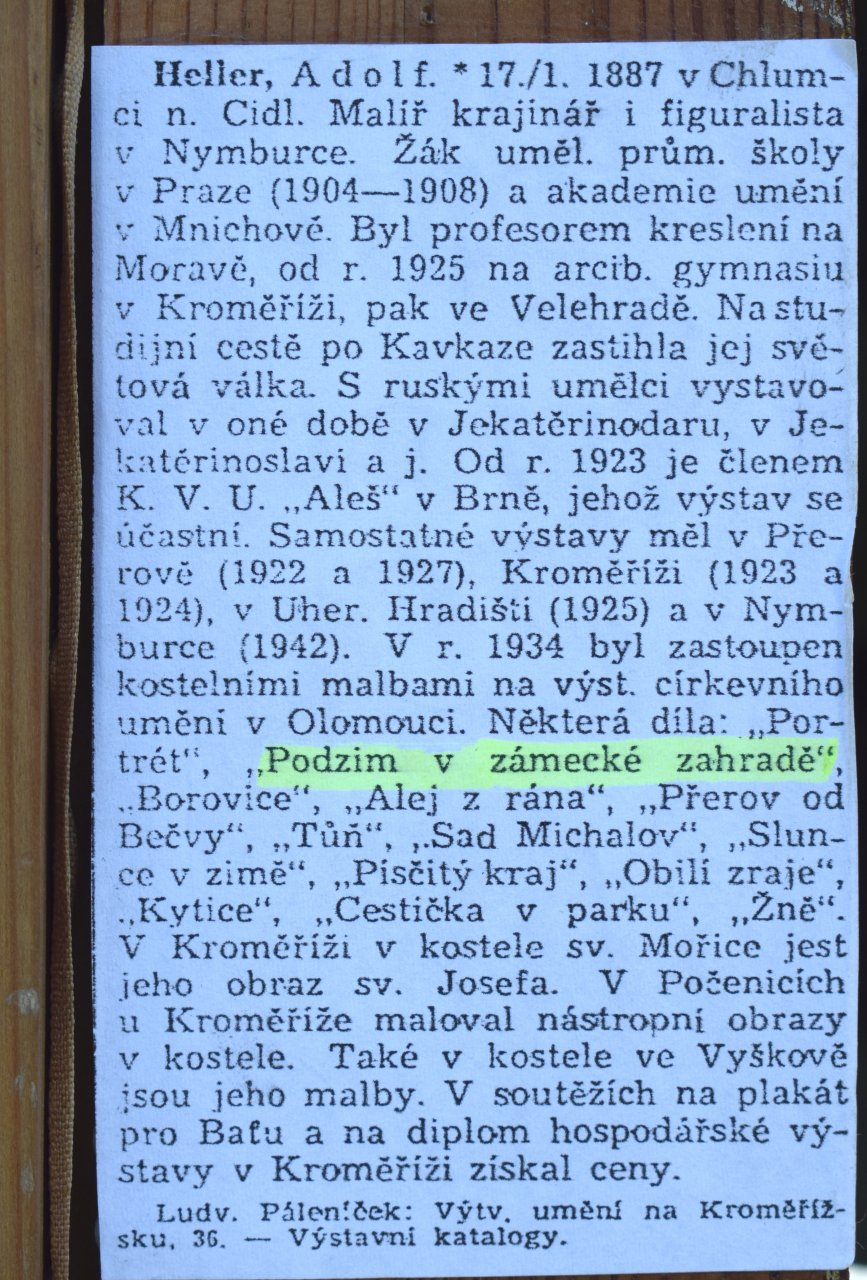 Heller, Adolf. * 17./1. 1887 v Chlum-
ci n. Cidl. Malíř krajinář i figuralista
v Nymburce. Žák uměl. prům. školy
v Praze (1904—1908) a akademie umění
v Mnichově. Byl profesorem kreslení na
Moravě, od r. 1925 na arcib. gymnasiu
v Kroměříži, pak ve Velehradě. Na stu-
dijní cestě po Kavkaze zastihla jej svě-
tová válka. S ruskými umělci vystavo-
val v oné době v Jekatěrinodaru, v Je-
katěrinoslavi a j. Od r. 1923 je členem
K. V. U. „Aleš“ v Brně, jehož výstav se
účastní. Samostatné výstavy měl v Pře-
rově (1922 a 1927), Kroměříži (1923 a
1924), v Uher. Hradišti (1925) a v Nym-
burce (1942). V r. 1934 byl zastoupen
kostelními malbami na výst. církevního
umění v Olomouci. Některá díla: „Por-
trét“, „Podzim v zámecké zahradě“,
„Borovice“, „Alej z rána“, „Přerov od
Bečvy“, „Tůň“, „Sad Michalov“, „Slun-
ce v zimě“, „Písčitý kraj“, „Obilí zraje“,
„Kytice“, „Cestička v parku“, „Žně“.
V Kroměříži v kostele sv. Mořice jest
jeho obraz sv. Josefa. V Počenicích
u Kroměříže maloval nástropní obrazy
v kostele. Také v kostele ve Vyškově
jsou jeho malby. V soutěžích na plakát
pro Baťu a na diplom hospodářské vý-
stavy v Kroměříži získal ceny.
Ludv. Páleníček: Výtv. umění na Kroměříž-
sku, 36. — Výstavní katalogy.